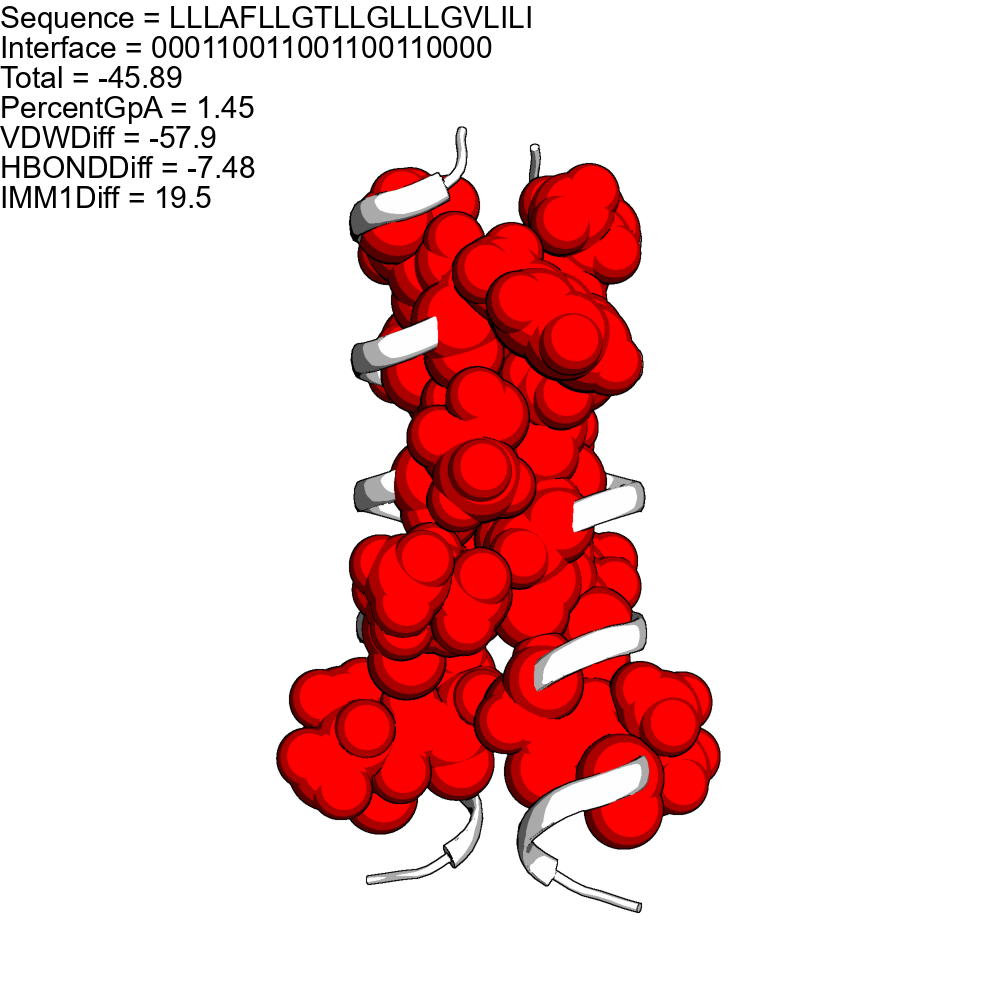 Sequence = LLLAFLLGTLLGLLLGVLILI
Interface = 000110011001100110000
Total = -45.89
PercentGpA = 1.45
VDWDiff = -57.9
HBONDDiff = -7.48
IMM1Diff = 19.5